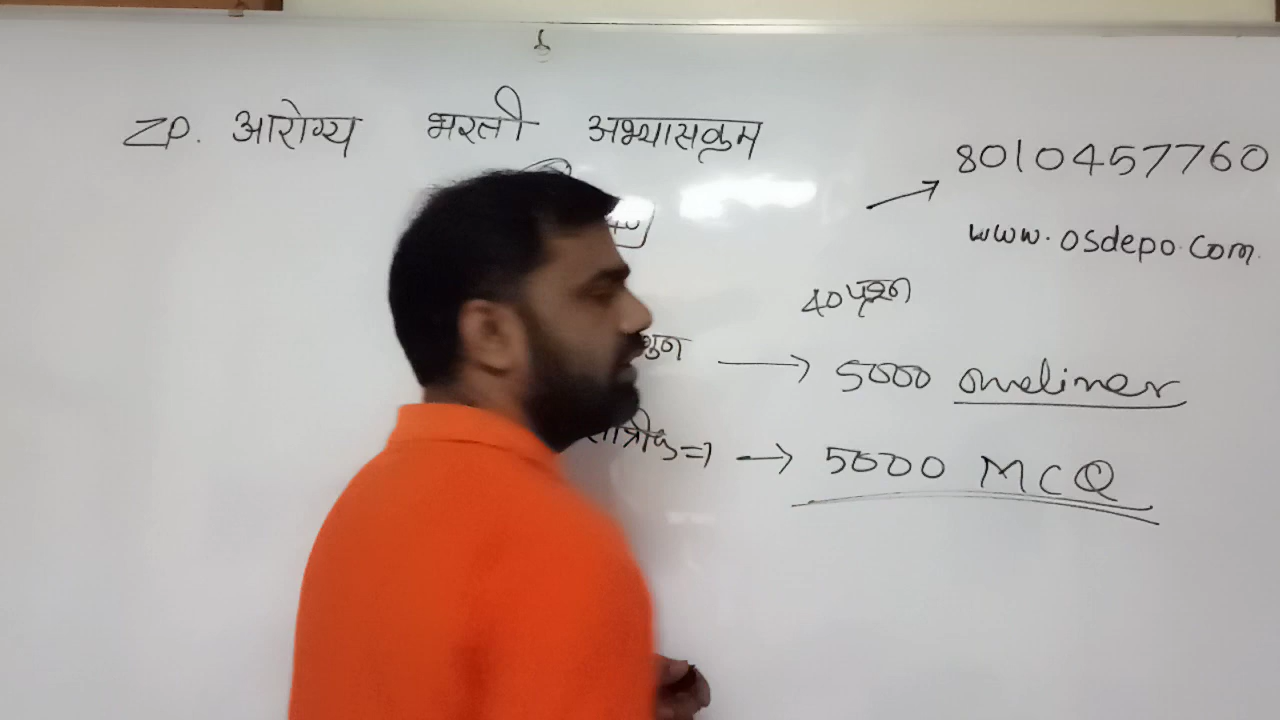 ZP. आरोग्य भरती अभ्यासक्रम
8010457760
www.osdepo.com
40 प्रश्न
→ 5000 oneliner
→ 5000 MCQ